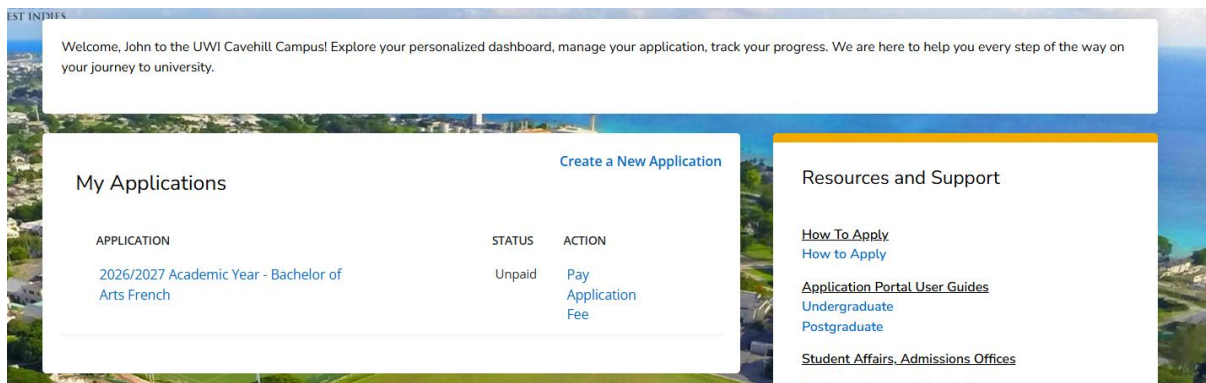 EST INDIES
Welcome, John to the UWI Cavehill Campus! Explore your personalized dashboard, manage your application, track your progress. We are here to help you every step of the way on
your journey to university.
Create a New Application
My Applications
APPLICATION STATUS ACTION
2026/2027 Academic Year - Bachelor of
Arts French
Unpaid
Pay
Application
Fee
Resources and Support
How To Apply
How to Apply
Application Portal User Guides
Undergraduate
Postgraduate
Student Affairs, Admissions Offices